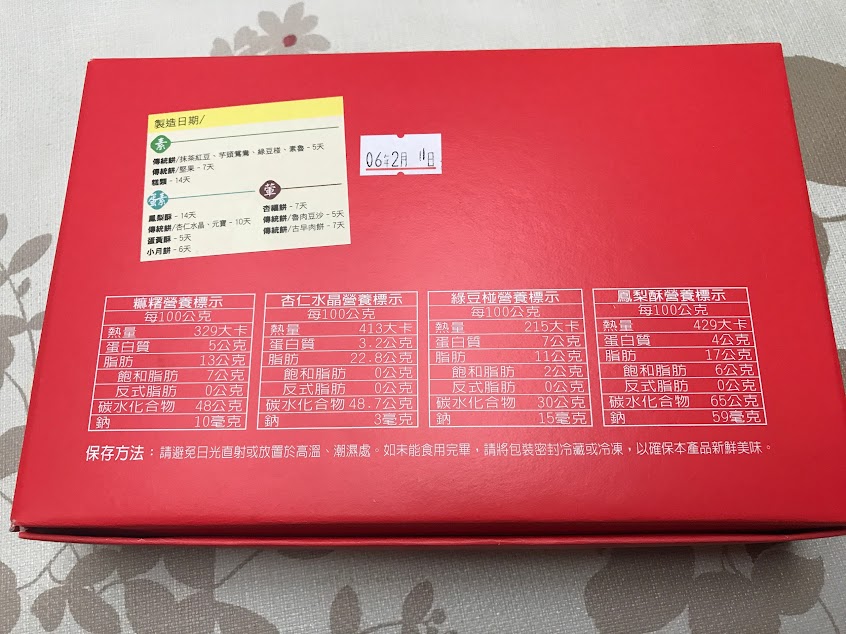 製造日期/
素
傳統餅/抹茶紅豆、芋頭鴛鴦、綠豆椪、素魯-5天
傳統餅/堅果-7天
糕類-14天
蛋素
鳳梨酥-14天
傳統餅/杏仁水晶、元寶-10天
蛋黃酥-5天
小月餅-6天
葷
杏福餅-7天
傳統餅/魯肉豆沙-5天
傳統餅/古早肉餅-7天
06年2月11日
糠糬營養標示
每100公克
熱量 329大卡
蛋白質 5公克
脂肪 13公克
飽和脂肪 7公克
反式脂肪 0公克
碳水化合物 48公克
鈉 10毫克
杏仁水晶營養標示
每100公克
熱量 413大卡
蛋白質 3.2公克
脂肪 22.8公克
飽和脂肪 0公克
反式脂肪 0公克
碳水化合物 48.7公克
鈉 3毫克
綠豆椪營養標示
每100公克
熱量 215大卡
蛋白質 7公克
脂肪 11公克
飽和脂肪 2公克
反式脂肪 0公克
碳水化合物 30公克
鈉 15毫克
鳳梨酥營養標示
每100公克
熱量 429大卡
蛋白質 4公克
脂肪 17公克
飽和脂肪 6公克
反式脂肪 0公克
碳水化合物 65公克
鈉 59毫克
保存方法：請避免日光直射或放置於高溫、潮濕處。如未能食用完畢，請將包裝密封冷藏或冷凍，以確保本產品新鮮美味。